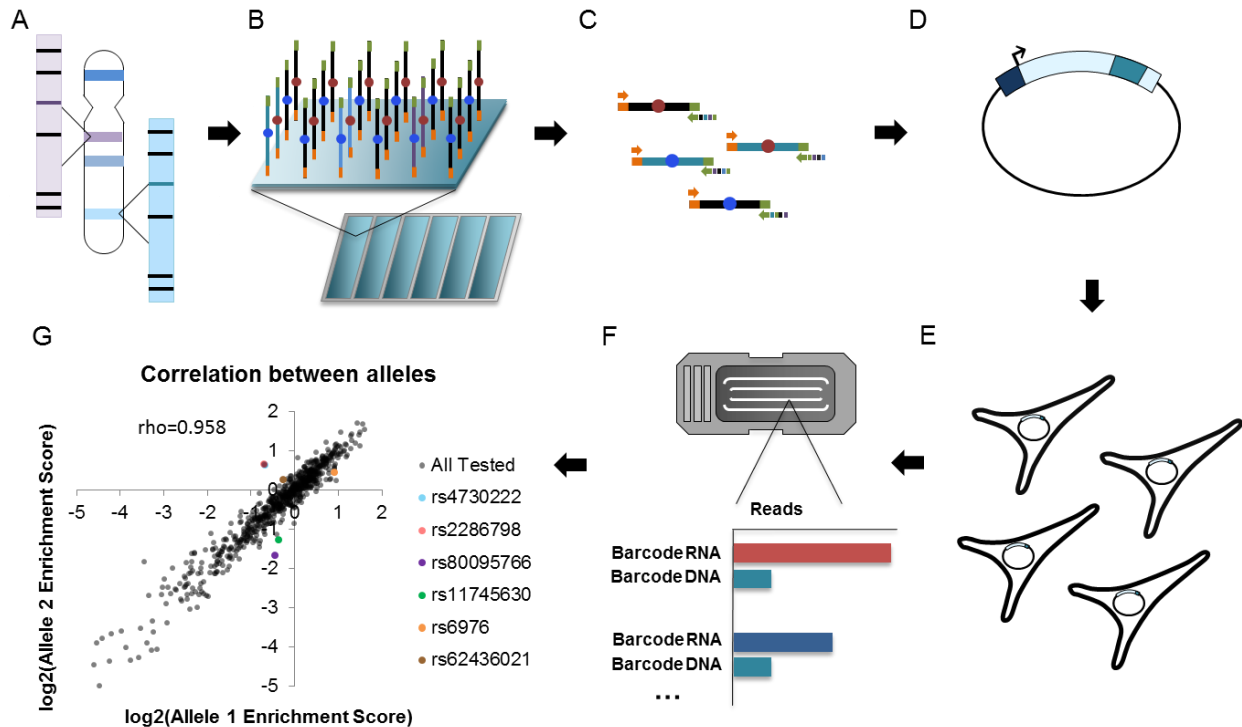 A
B
C
D
G
F
E
Correlation between alleles
rho=0.958
2
1
0
-5
-4
-3
-2
-1
0
1
2
-1
-2
-3
-4
-5
log2(Allele 2 Enrichment Score)
log2(Allele 1 Enrichment Score)
All Tested
rs4730222
rs2286798
rs80095766
rs11745630
rs6976
rs62436021
Reads
Barcode RNA
Barcode DNA
Barcode RNA
Barcode DNA
...